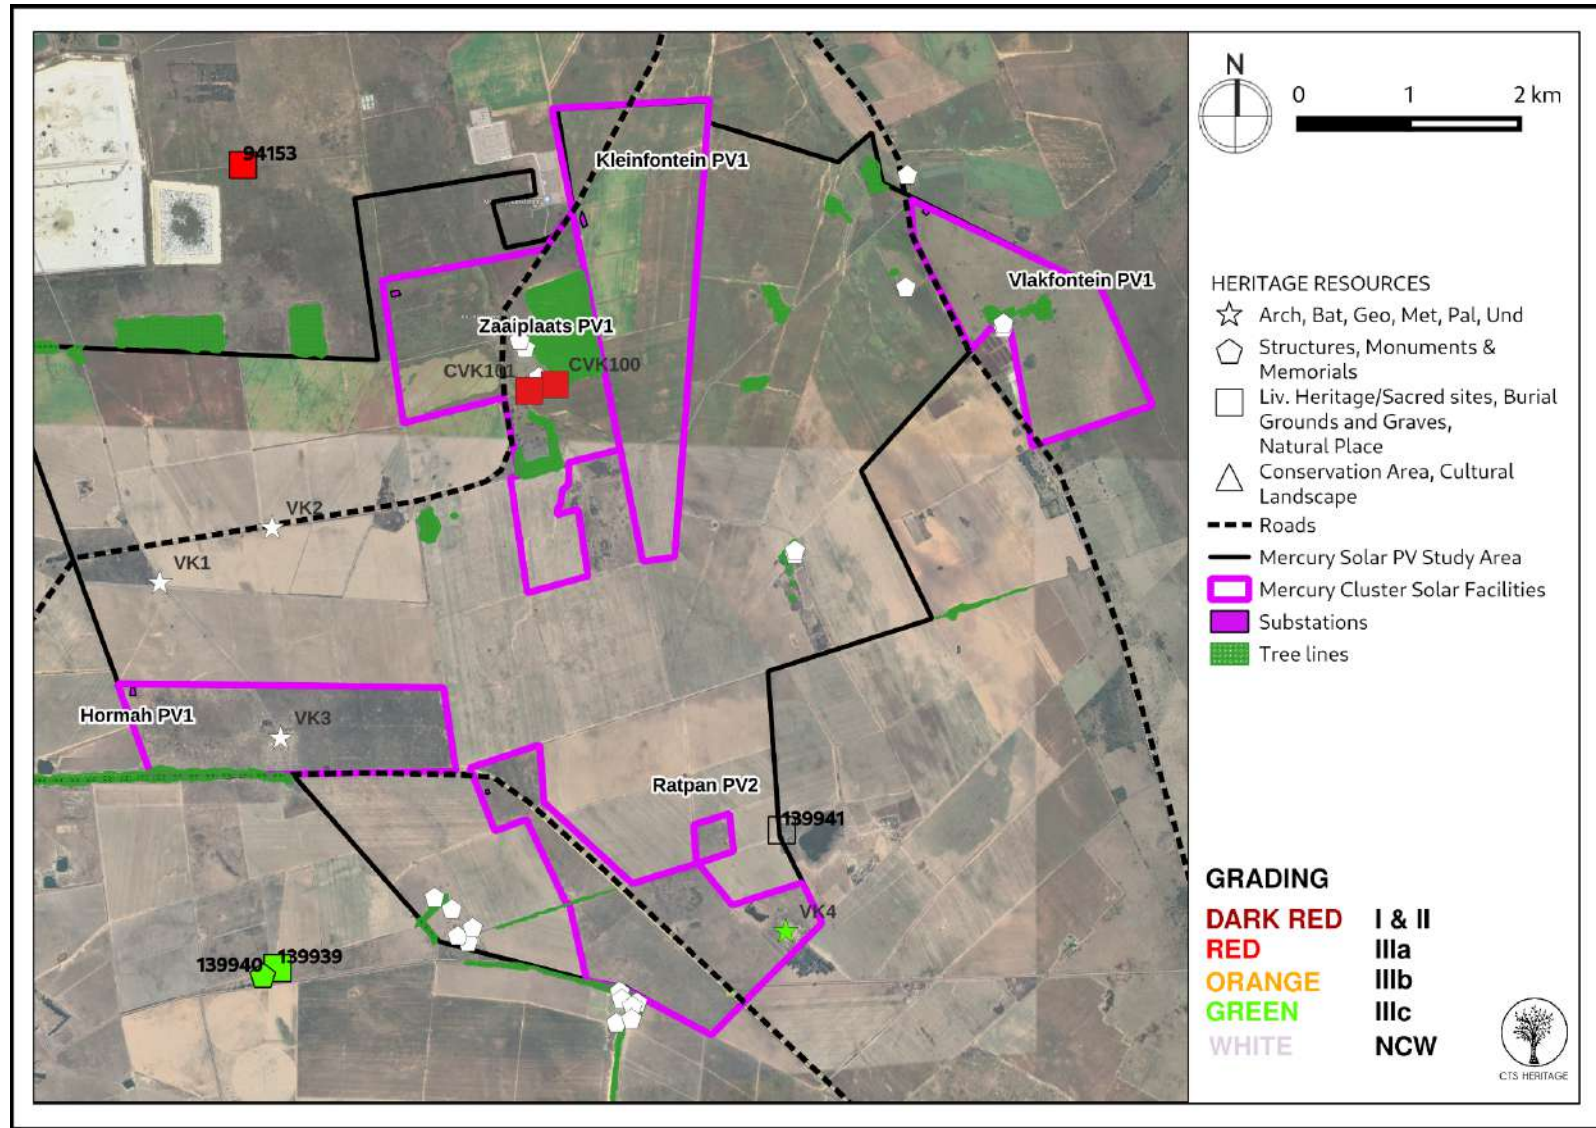 94153
Kleinfontein PV1
Vlakfontein PV1
Zaaiplaats PV1
CVK101
CVK100
VK2
VK1
Hormah PV1
VK3
Ratpan PV2
139941
VK4
139940
139939
N
0 1 2 km
HERITAGE RESOURCES
Arch, Bat, Geo, Met, Pal, Und
Structures, Monuments &
Memorials
Liv. Heritage/Sacred sites, Burial
Grounds and Graves,
Natural Place
Conservation Area, Cultural
Landscape
Roads
Mercury Solar PV Study Area
Mercury Cluster Solar Facilities
Substations
Tree lines
GRADING
DARK RED I & II
RED IIIa
ORANGE IIIb
GREEN IIIc
WHITE NCW
CTS HERITAGE